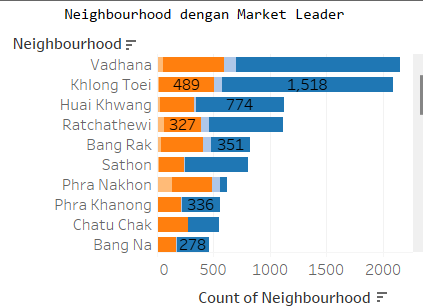 Neighbourhood dengan Market Leader
Neighbourhood
Vadhana
Khlong Toei 489 1,518
Huai Khwang 774
Ratchathewi 327
Bang Rak 351
Sathon
Phra Nakhon
Phra Khanong 336
Chatu Chak
Bang Na 278
0 500 1000 1500 2000
Count of Neighbourhood